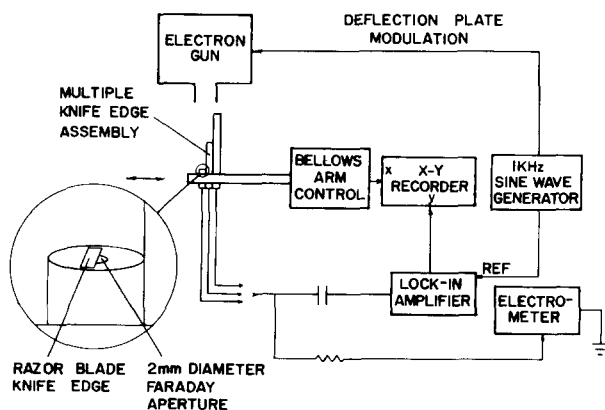 DEFLECTION PLATE
MODULATION
ELECTRON
GUN
MULTIPLE
KNIFE EDGE
ASSEMBLY
BELLOWS
ARM
CONTROL
X
X-Y
RECORDER
y
1KHz
SINE WAVE
GENERATOR
REF
LOCK-IN
AMPLIFIER
ELECTRO-
METER
RAZOR BLADE
KNIFE EDGE
2mm DIAMETER
FARADAY
APERTURE